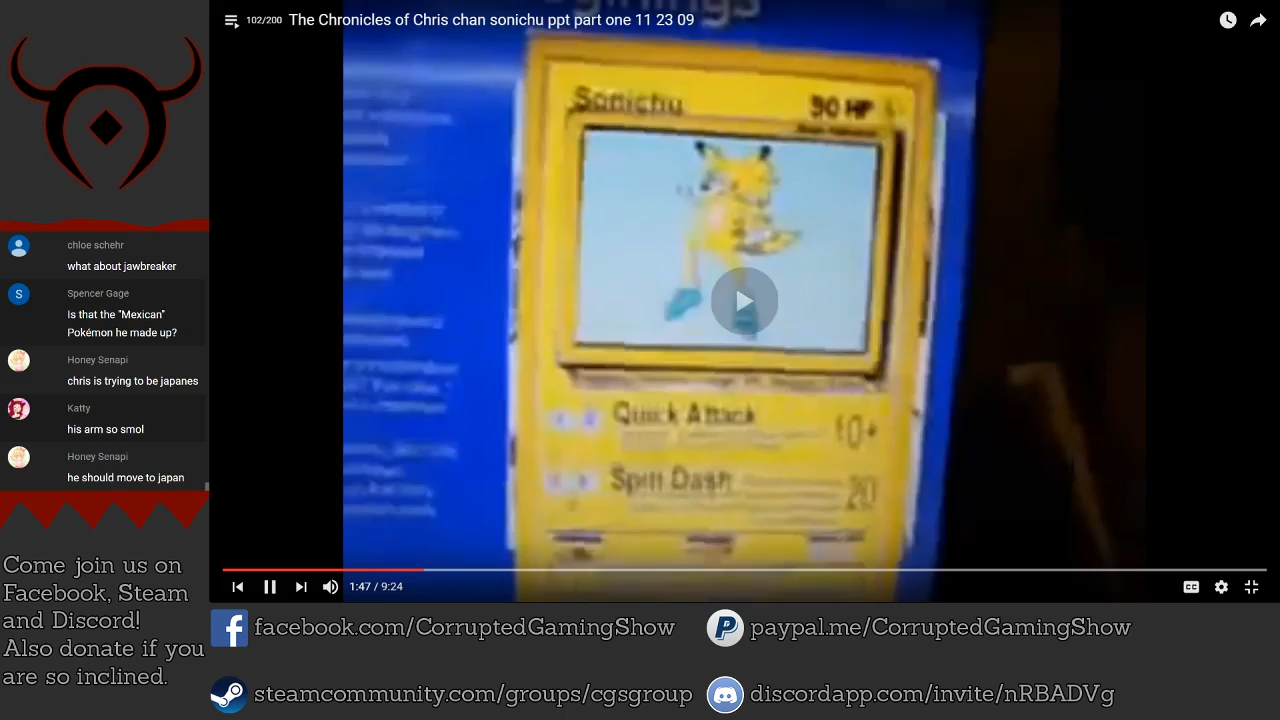 102/200 The Chronicles of Chris chan sonichu ppt part one 11 23 09
Sonichu 90 HP
Quick Attack 10+
Spin Dash 20
chloe schehr
what about jawbreaker
S
Spencer Gage
Is that the "Mexican"
Pokémon he made up?
Honey Senapi
chris is trying to be japanes
Katty
his arm so smol
Honey Senapi
he should move to japan
1:47 / 9:24
CC
Come join us on
Facebook, Steam
and Discord!
Also donate if you
are so inclined.
facebook.com/CorruptedGamingShow
paypal.me/CorruptedGamingShow
steamcommunity.com/groups/cgsgroup
discordapp.com/invite/nRBADVg